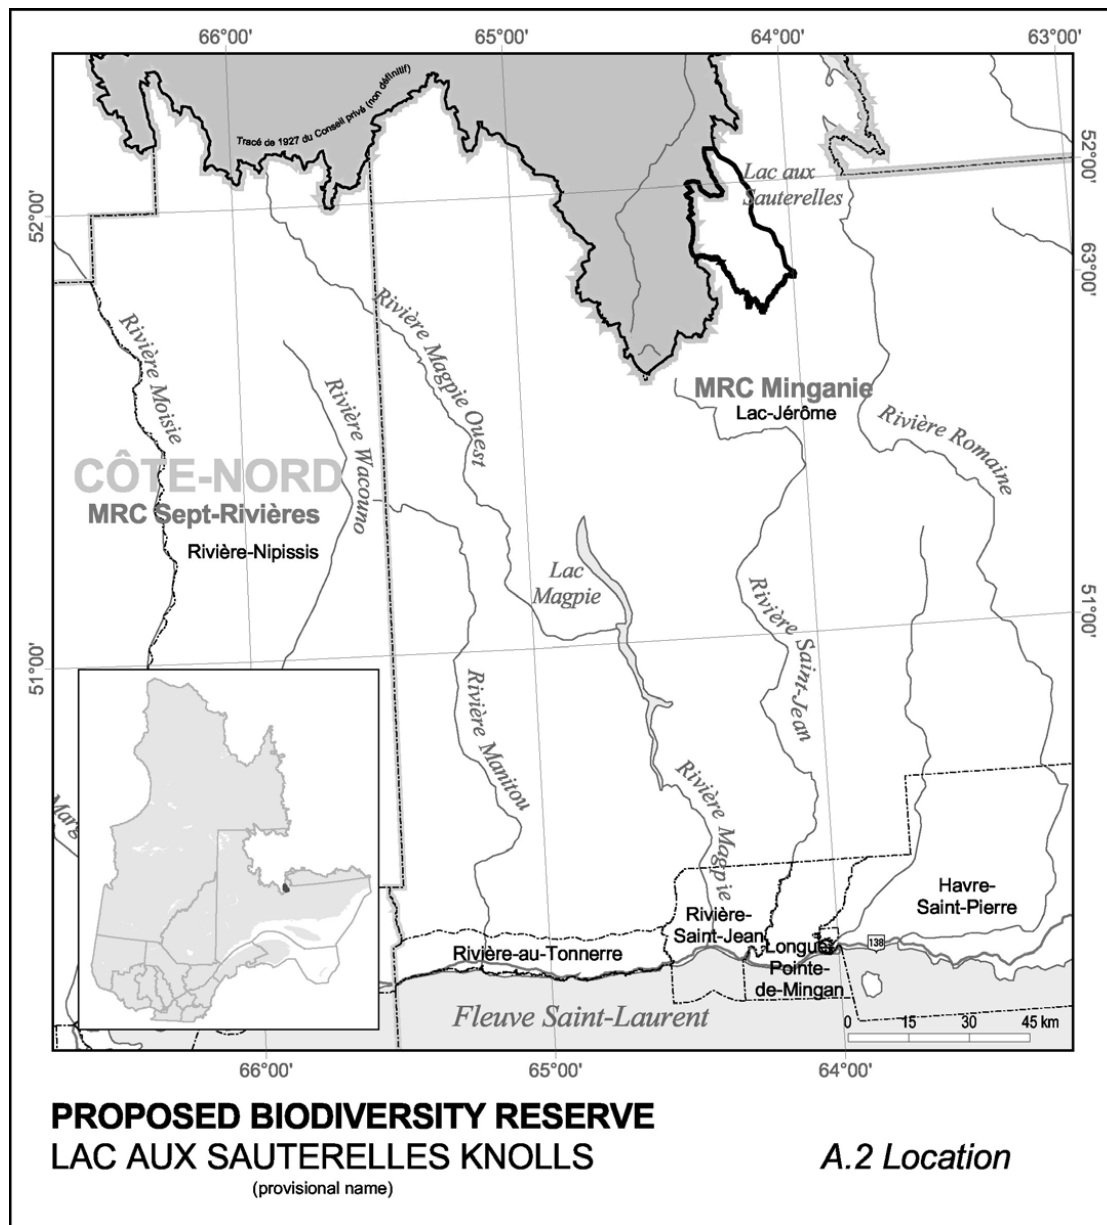 66°00'
65°00'
64°00'
63°00'
Tracé de 1927 du Conseil privé (non définitif)
52°00'
Lac aux
Sauterelles
52°00'
63°00'
Rivière Moisie
Rivière Magpie Ouest
Rivière Wacouno
MRC Minganie
Lac-Jérôme
Rivière Romaine
CÔTE-NORD
MRC Sept-Rivières
Rivière-Nipissis
Lac
Magpie
Rivière Saint-Jean
51°00'
51°00'
Rivière Manitou
Rivière Magpie
Marg
Havre-
Saint-Pierre
Rivière-
Saint-Jean
Rivière-au-Tonnerre
Longue-
Pointe-
de-Mingan
138
Fleuve Saint-Laurent
0 15 30 45 km
66°00'
65°00'
64°00'
PROPOSED BIODIVERSITY RESERVE
LAC AUX SAUTERELLES KNOLLS
A.2 Location
(provisional name)